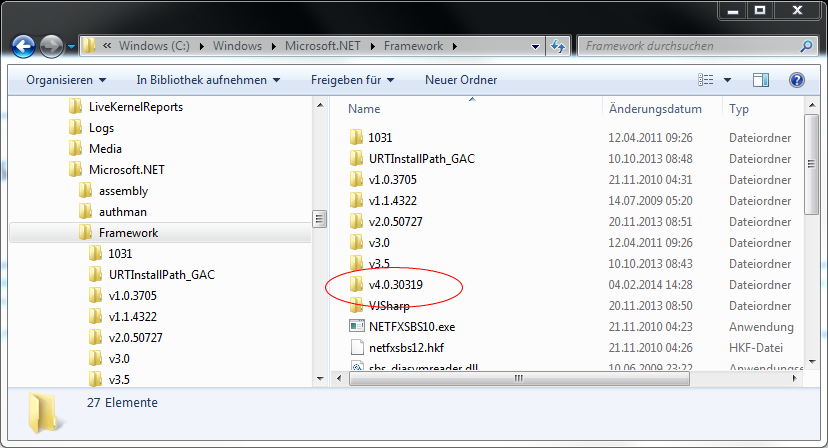 « Windows (C:) Windows Microsoft.NET Framework Framework durchsuchen
Organisieren In Bibliothek aufnehmen Freigeben für Neuer Ordner
LiveKernelReports
Logs
Media
Microsoft.NET
assembly
authman
Framework
1031
URTInstallPath_GAC
v1.0.3705
v1.1.4322
v2.0.50727
v3.0
v3.5
Name Änderungsdatum Typ
1031 12.04.2011 09:26 Dateiordner
URTInstallPath_GAC 10.10.2013 08:48 Dateiordner
v1.0.3705 21.11.2010 04:31 Dateiordner
v1.1.4322 14.07.2009 05:20 Dateiordner
v2.0.50727 20.11.2013 08:51 Dateiordner
v3.0 12.04.2011 09:26 Dateiordner
v3.5 10.10.2013 08:43 Dateiordner
v4.0.30319 04.02.2014 14:28 Dateiordner
VJSharp 20.11.2013 08:50 Dateiordner
NETFXSBS10.exe 21.11.2010 04:23 Anwendung
netfxsbs12.hkf 21.11.2010 04:26 HKF-Datei
sbs_diasymreader.dll 10.06.2009 23:22 Anwendungse
27 Elemente